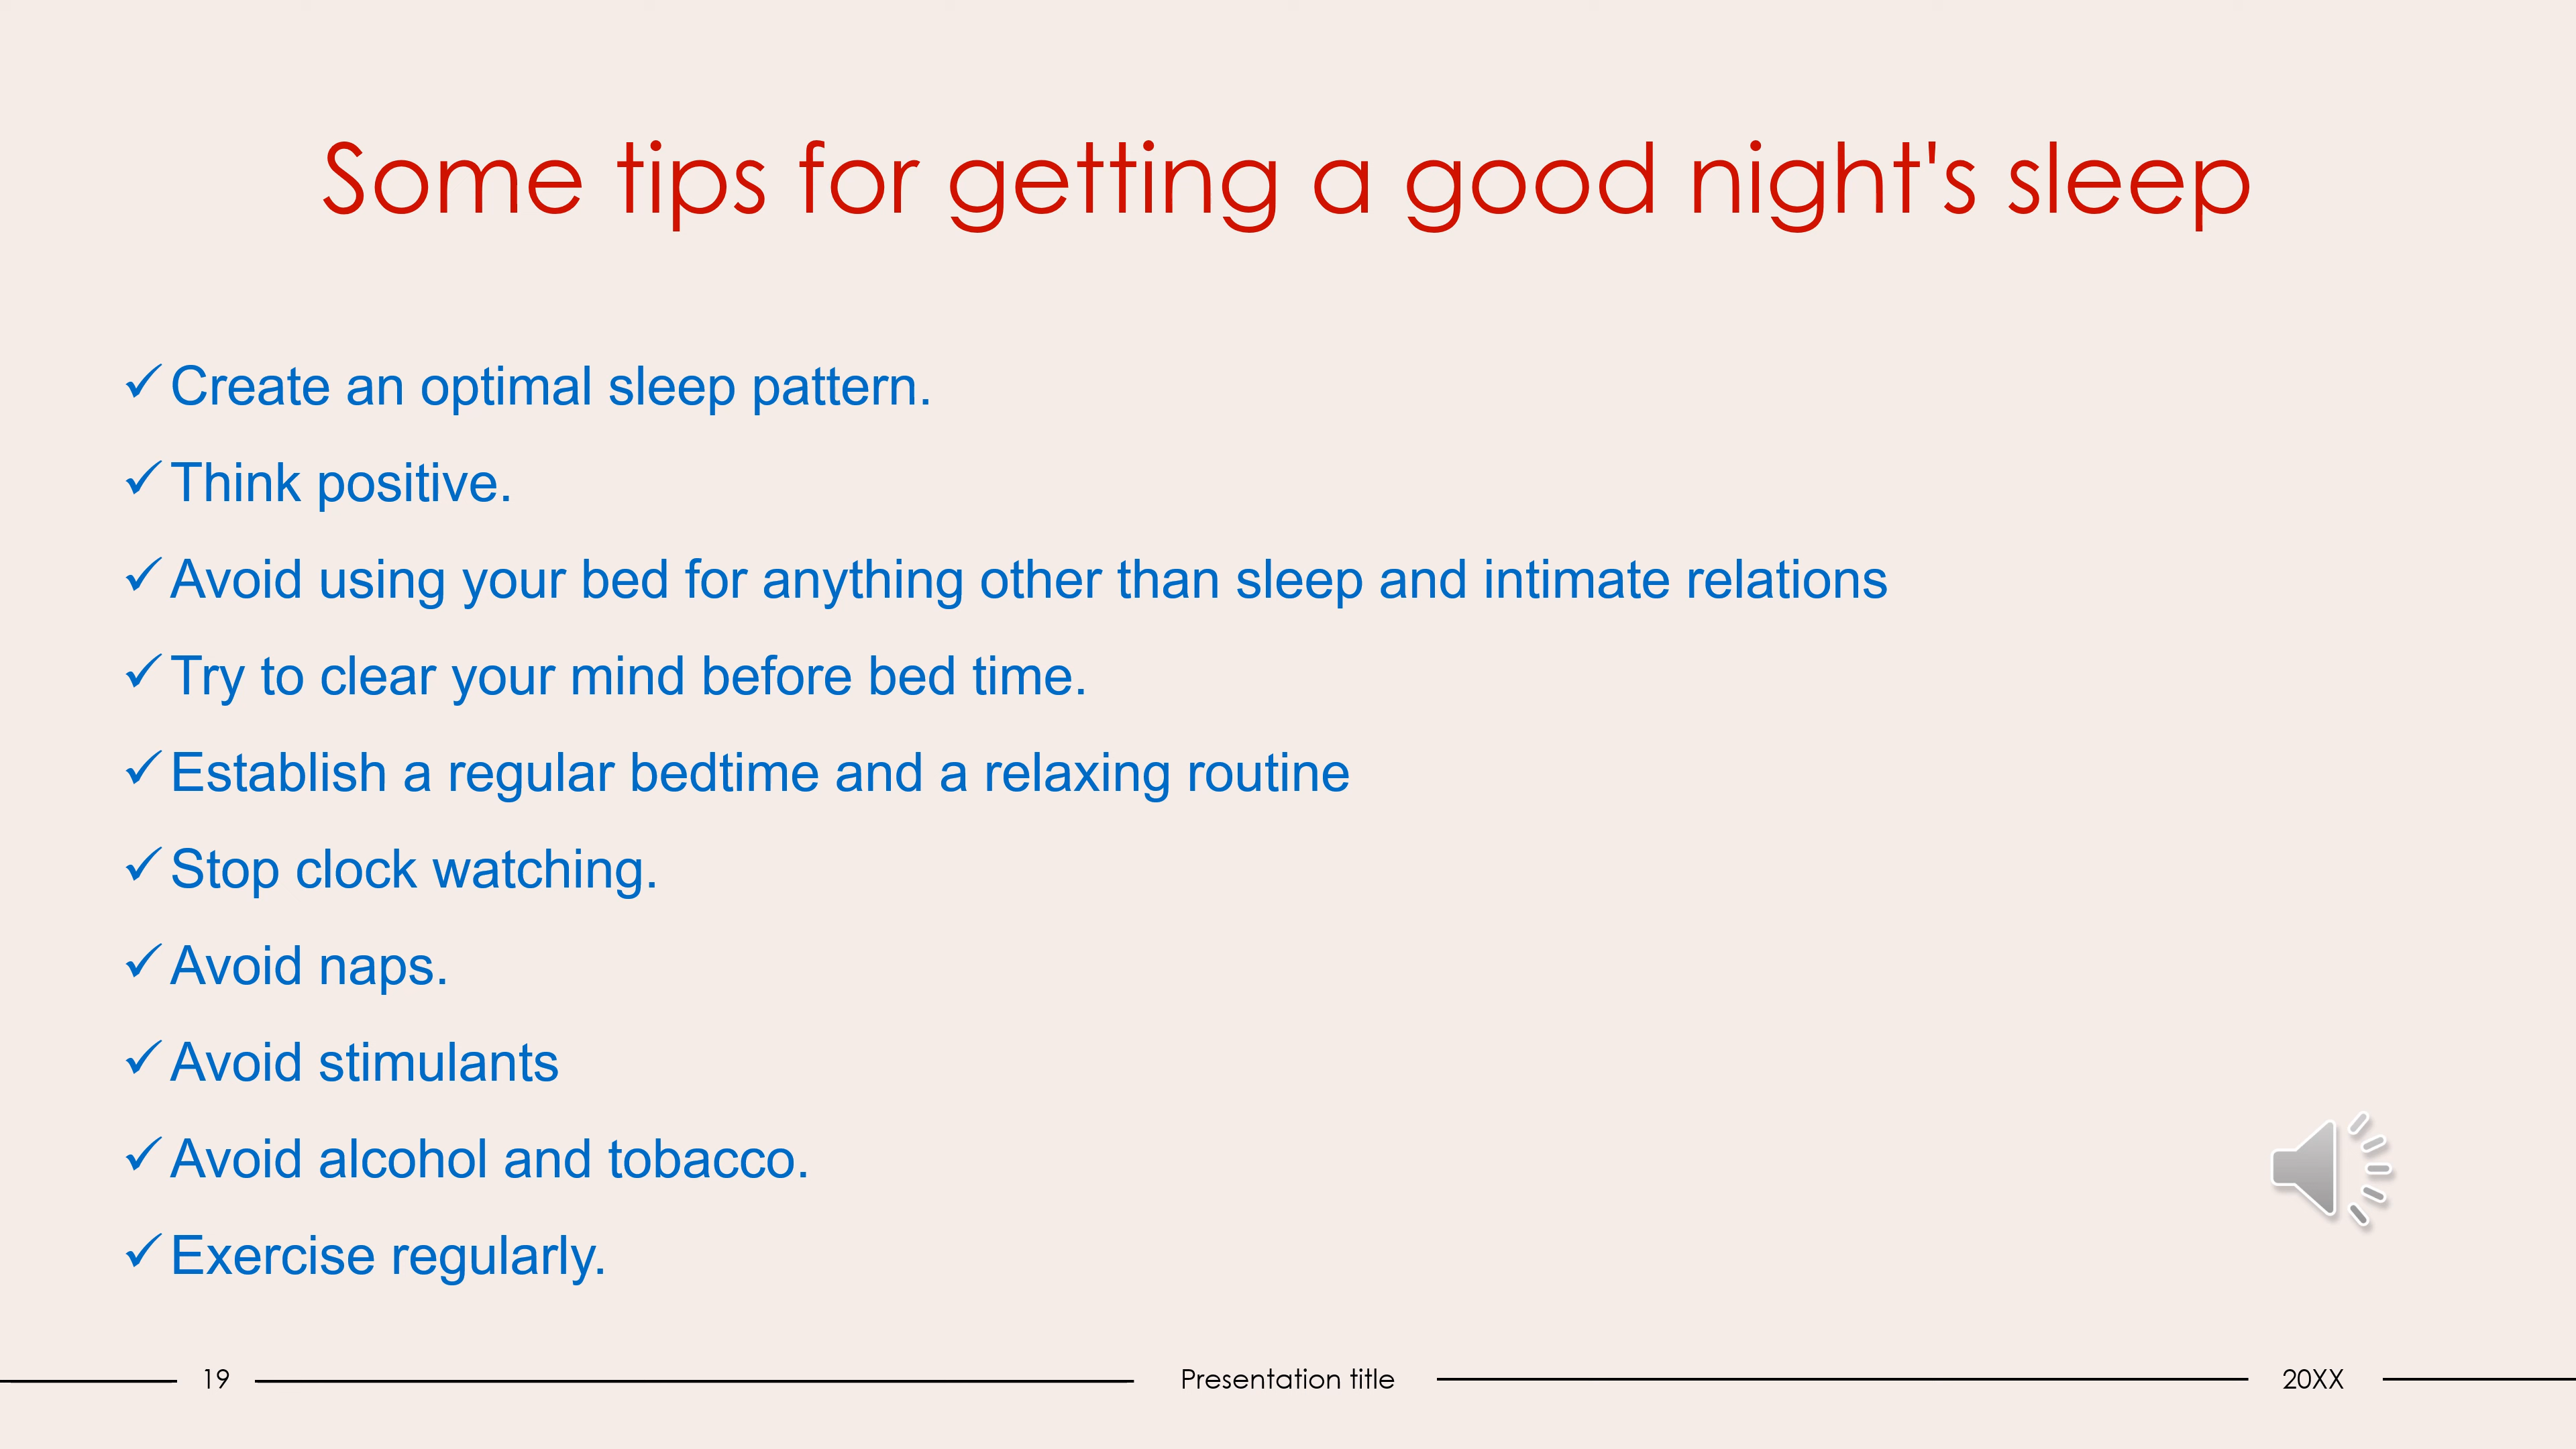 Some tips for getting a good night's sleep
✓ Create an optimal sleep pattern.
✓ Think positive.
✓ Avoid using your bed for anything other than sleep and intimate relations
✓ Try to clear your mind before bed time.
✓ Establish a regular bedtime and a relaxing routine
✓ Stop clock watching.
✓ Avoid naps.
✓ Avoid stimulants
✓ Avoid alcohol and tobacco.
✓ Exercise regularly.
19 Presentation title 20XX